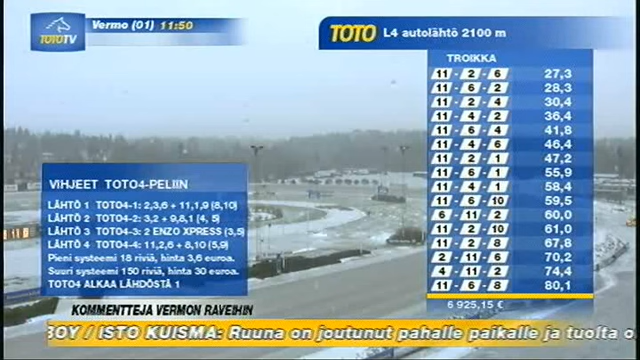 TOTOTV
Vermo (01) 11:50
TOTO L4 autolähtö 2100 m
TROIKKA
11 - 2 - 6 27,3
11 - 6 - 2 28,3
11 - 2 - 4 30,4
11 - 4 - 2 36,4
11 - 6 - 4 41,8
11 - 4 - 6 46,4
11 - 2 - 1 47,2
11 - 6 - 1 55,9
11 - 4 - 1 58,4
11 - 6 - 10 59,5
6 - 11 - 2 60,0
11 - 2 - 10 61,0
11 - 2 - 8 67,8
2 - 11 - 6 70,2
4 - 11 - 2 74,4
11 - 6 - 8 80,1
6 925,15 €
VIHJEET TOTO4-PELIIN
LÄHTÖ 1 TOTO4-1: 2,3,6 + 11,1,9 (8,10)
LÄHTÖ 2 TOTO4-2: 3,2 + 9,8,1 (4, 5)
LÄHTÖ 3 TOTO4-3: 2 ENZO XPRESS (3,5)
LÄHTÖ 4 TOTO4-4: 11,2,6 + 8,10 (5,9)
Pieni systeemi 18 riviä, hinta 3,6 euroa.
Suuri systeemi 150 riviä, hinta 30 euroa.
TOTO4 ALKAA LÄHDÖSTÄ 1
KOMMENTTEJA VERMON RAVEIHIN
BOY / ISTO KUISMA: Ruuna on joutunut pahalle paikalle ja tuolta o